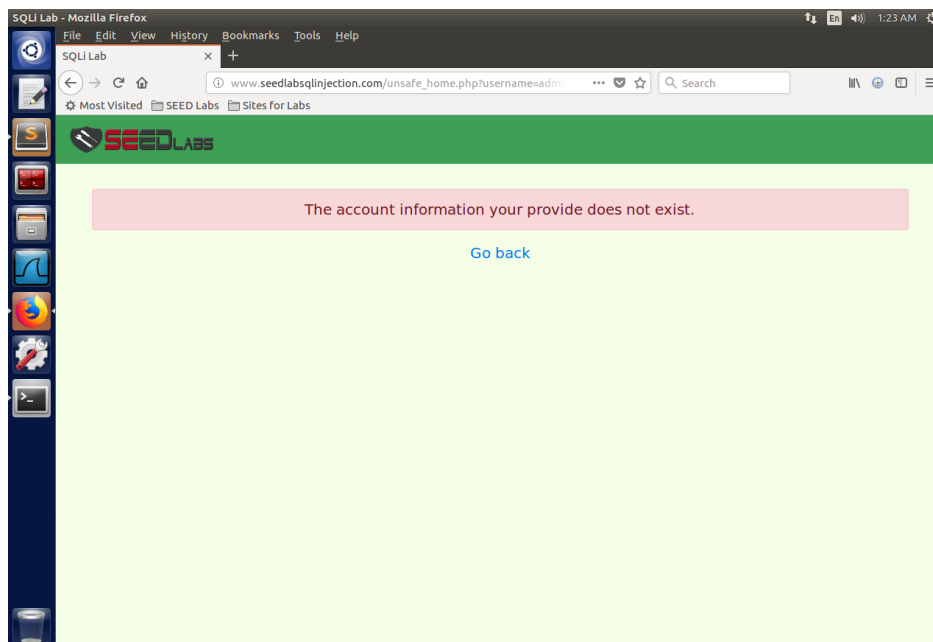 SQLi Lab - Mozilla Firefox
En
1:23 AM
File Edit View History Bookmarks Tools Help
SQLi Lab
www.seedlabsqlinjection.com/unsafe_home.php?username=admi
Search
Most Visited SEED Labs Sites for Labs
SEEDLABS
The account information your provide does not exist.
Go back